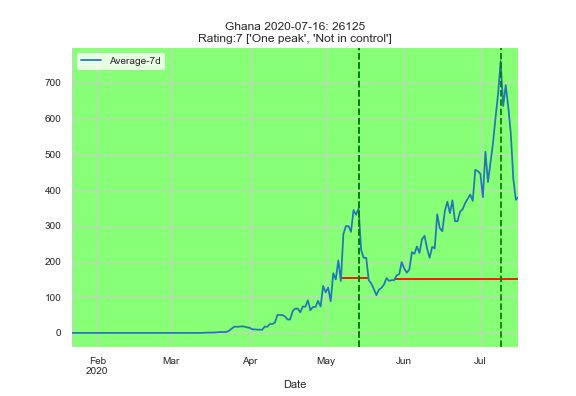 Ghana 2020-07-16: 26125
Rating:7 ['One peak', 'Not in control']
Average-7d
700
600
500
400
300
200
100
0
Feb
2020
Mar
Apr
May
Jun
Jul
Date